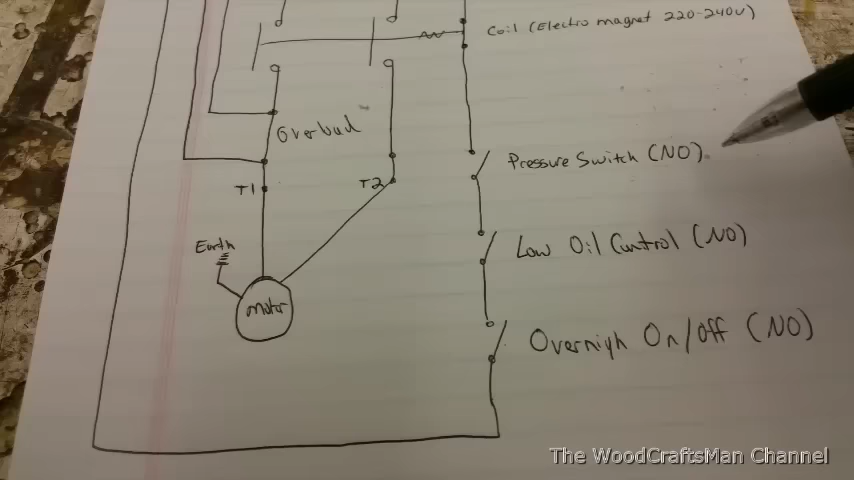 Coil (Electro magnet 220-240v)
Overload
Pressure Switch (NO)
T1
T2
Earth
Low Oil Control (NO)
motor
Overnigh On/Off (NO)
The WoodCraftsMan Channel